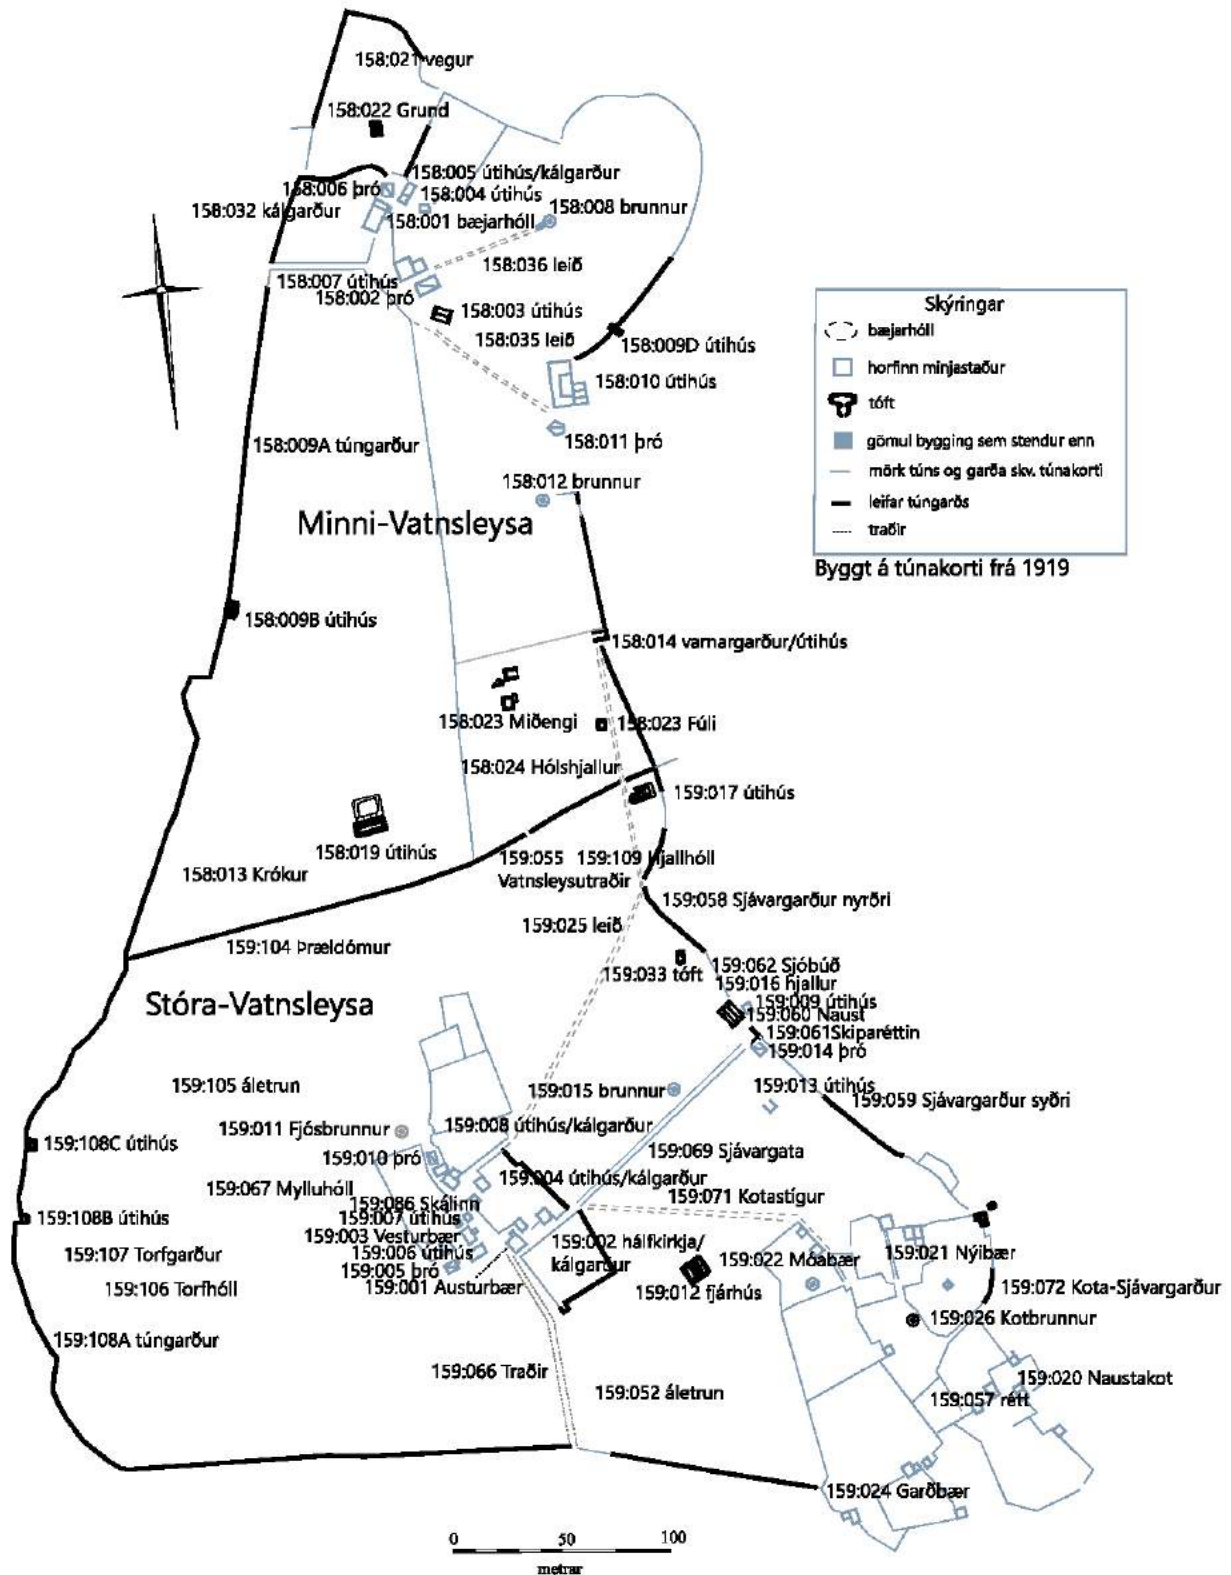 158:021 vegur
158:022 Grund
158:005 útihús/kálgarður
158:006 þró
158:004 útihús
158:008 brunnur
158:032 kálgarður
158:001 bæjarhóll
158:036 leið
158:007 útihús
158:002 þró
158:003 útihús
158:035 leið
158:009D útihús
158:010 útihús
158:009A túngarður
158:011 þró
158:012 brunnur
Minni-Vatnsleysa
Skýringar
bæjarhóll
horfinn minjastaður
tóft
gömul bygging sem stendur enn
mörk túns og garða skv. túnakorti
leifar túngarðs
traðir
Byggt á túnakorti frá 1919
158:009B útihús
158:014 varnargarður/útihús
158:023 Miðengi
158:023 Fúli
158:024 Hólshjallur
159:017 útihús
158:019 útihús
158:013 Krókur
159:055 Vatnsleysutraðir
159:109 hjallhóll
159:058 Sjávargarður nyrðri
159:025 leið
159:104 Þrældómur
159:033 tóft
159:062 Sjóbúð
159:016 hjallur
159:009 útihús
159:060 Naust
159:061Skiparéttin
159:014 þró
Stóra-Vatnsleysa
159:105 áletrun
159:015 brunnur
159:013 útihús
159:059 Sjávargarður syðri
159:011 Fjósbrunnur
159:008 útihús/kálgarður
159:108C útihús
159:010 þró
159:069 Sjávargata
159:004 útihús/kálgarður
159:067 Mylluhóll
159:071 Kotastígur
159:086 Skálinn
159:108B útihús
159:007 útihús
159:003 Vesturbær
159:002 hálfkirkja/
kálgarður
159:107 Torfgarður
159:006 útihús
159:005 þró
159:022 Móabær
159:021 Nýibær
159:106 Torfhóll
159:001 Austurbær
159:012 fjárhús
159:072 Kota-Sjávargarður
159:026 Kotbrunnur
159:108A túngarður
159:066 Traðir
159:052 áletrun
159:020 Naustakot
159:057 rétt
159:024 Garðbær
0 50 100
metrar